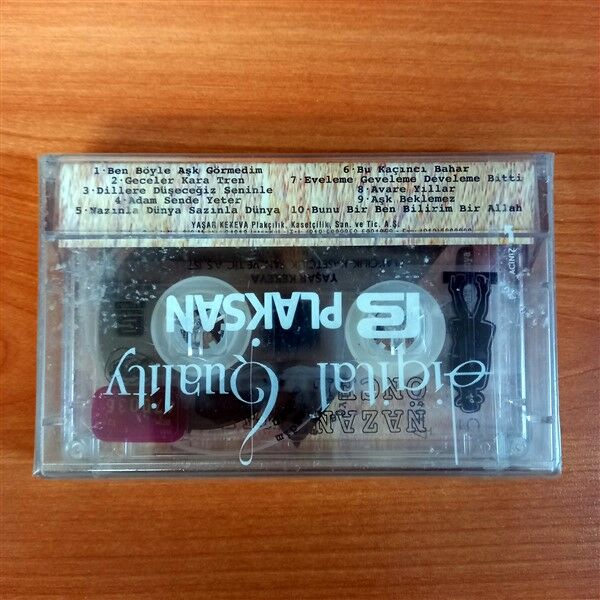 1·Ben Böyle Aşk Görmedim
2·Geceler Kara Tren
3·Dillere Düşeceğiz Seninle
4·Adam Sende Yeter
5·Nazınla Dünya Sazınla Dünya
6·Bu Kaçıncı Bahar
7·Eveleme Geveleme Develeme Bitti
8·Avare Yıllar
9·Aşk Beklemez
10·Bunu Bir Ben Bilirim Bir Allah
YAŞAR KEKEVA Plakçılık, Kasetçilik, San. ve Tic. A.Ş.
YAŞAR KEKEVA
PLAKSAN
Digital Quality
NAZAN
ÖNCEL